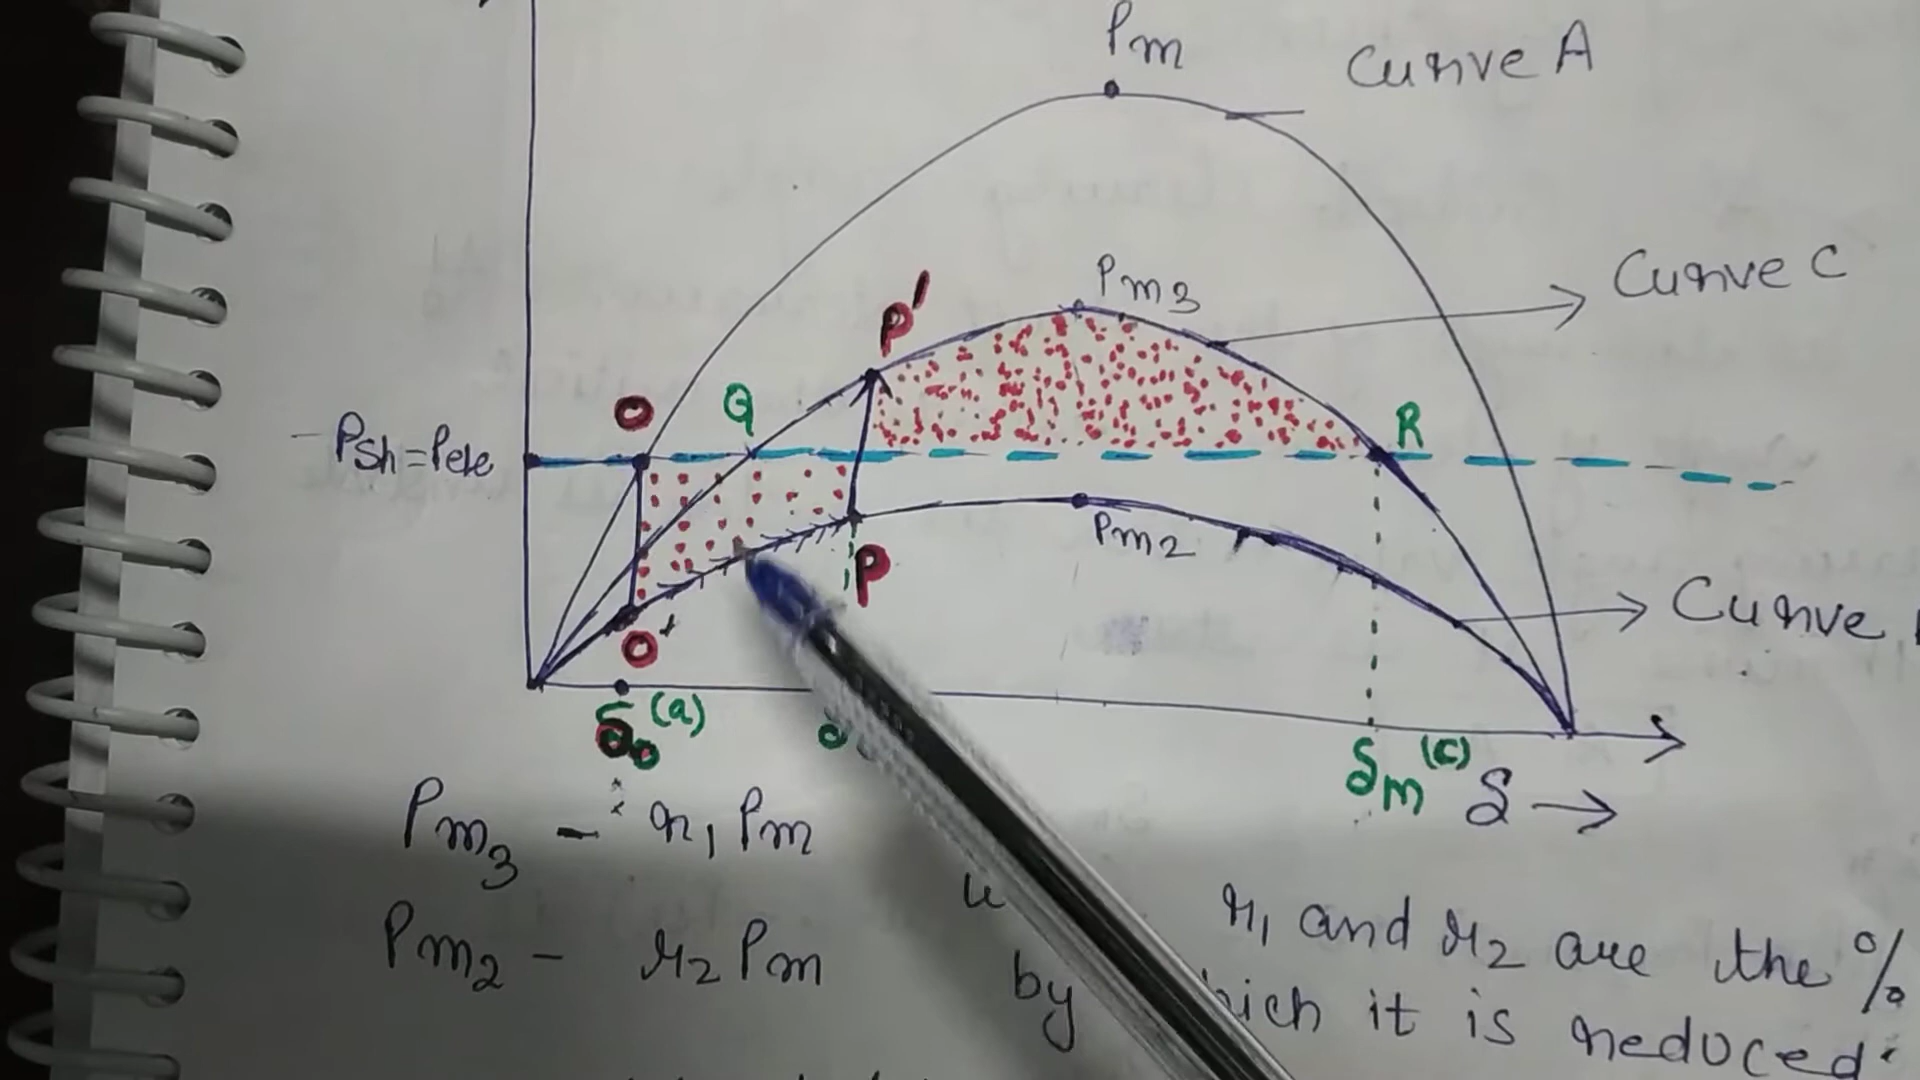 Pm
Curve A
Curve C
Pm3
P'
O
Q
R
Psh = Pele
Pm2
P
Curve
O'
δ0 (a)
δm (c)
δ →
Pm3 - r1 Pm
Pm2 - r2 Pm
r1 and r2 are the %
by which it is reduced.